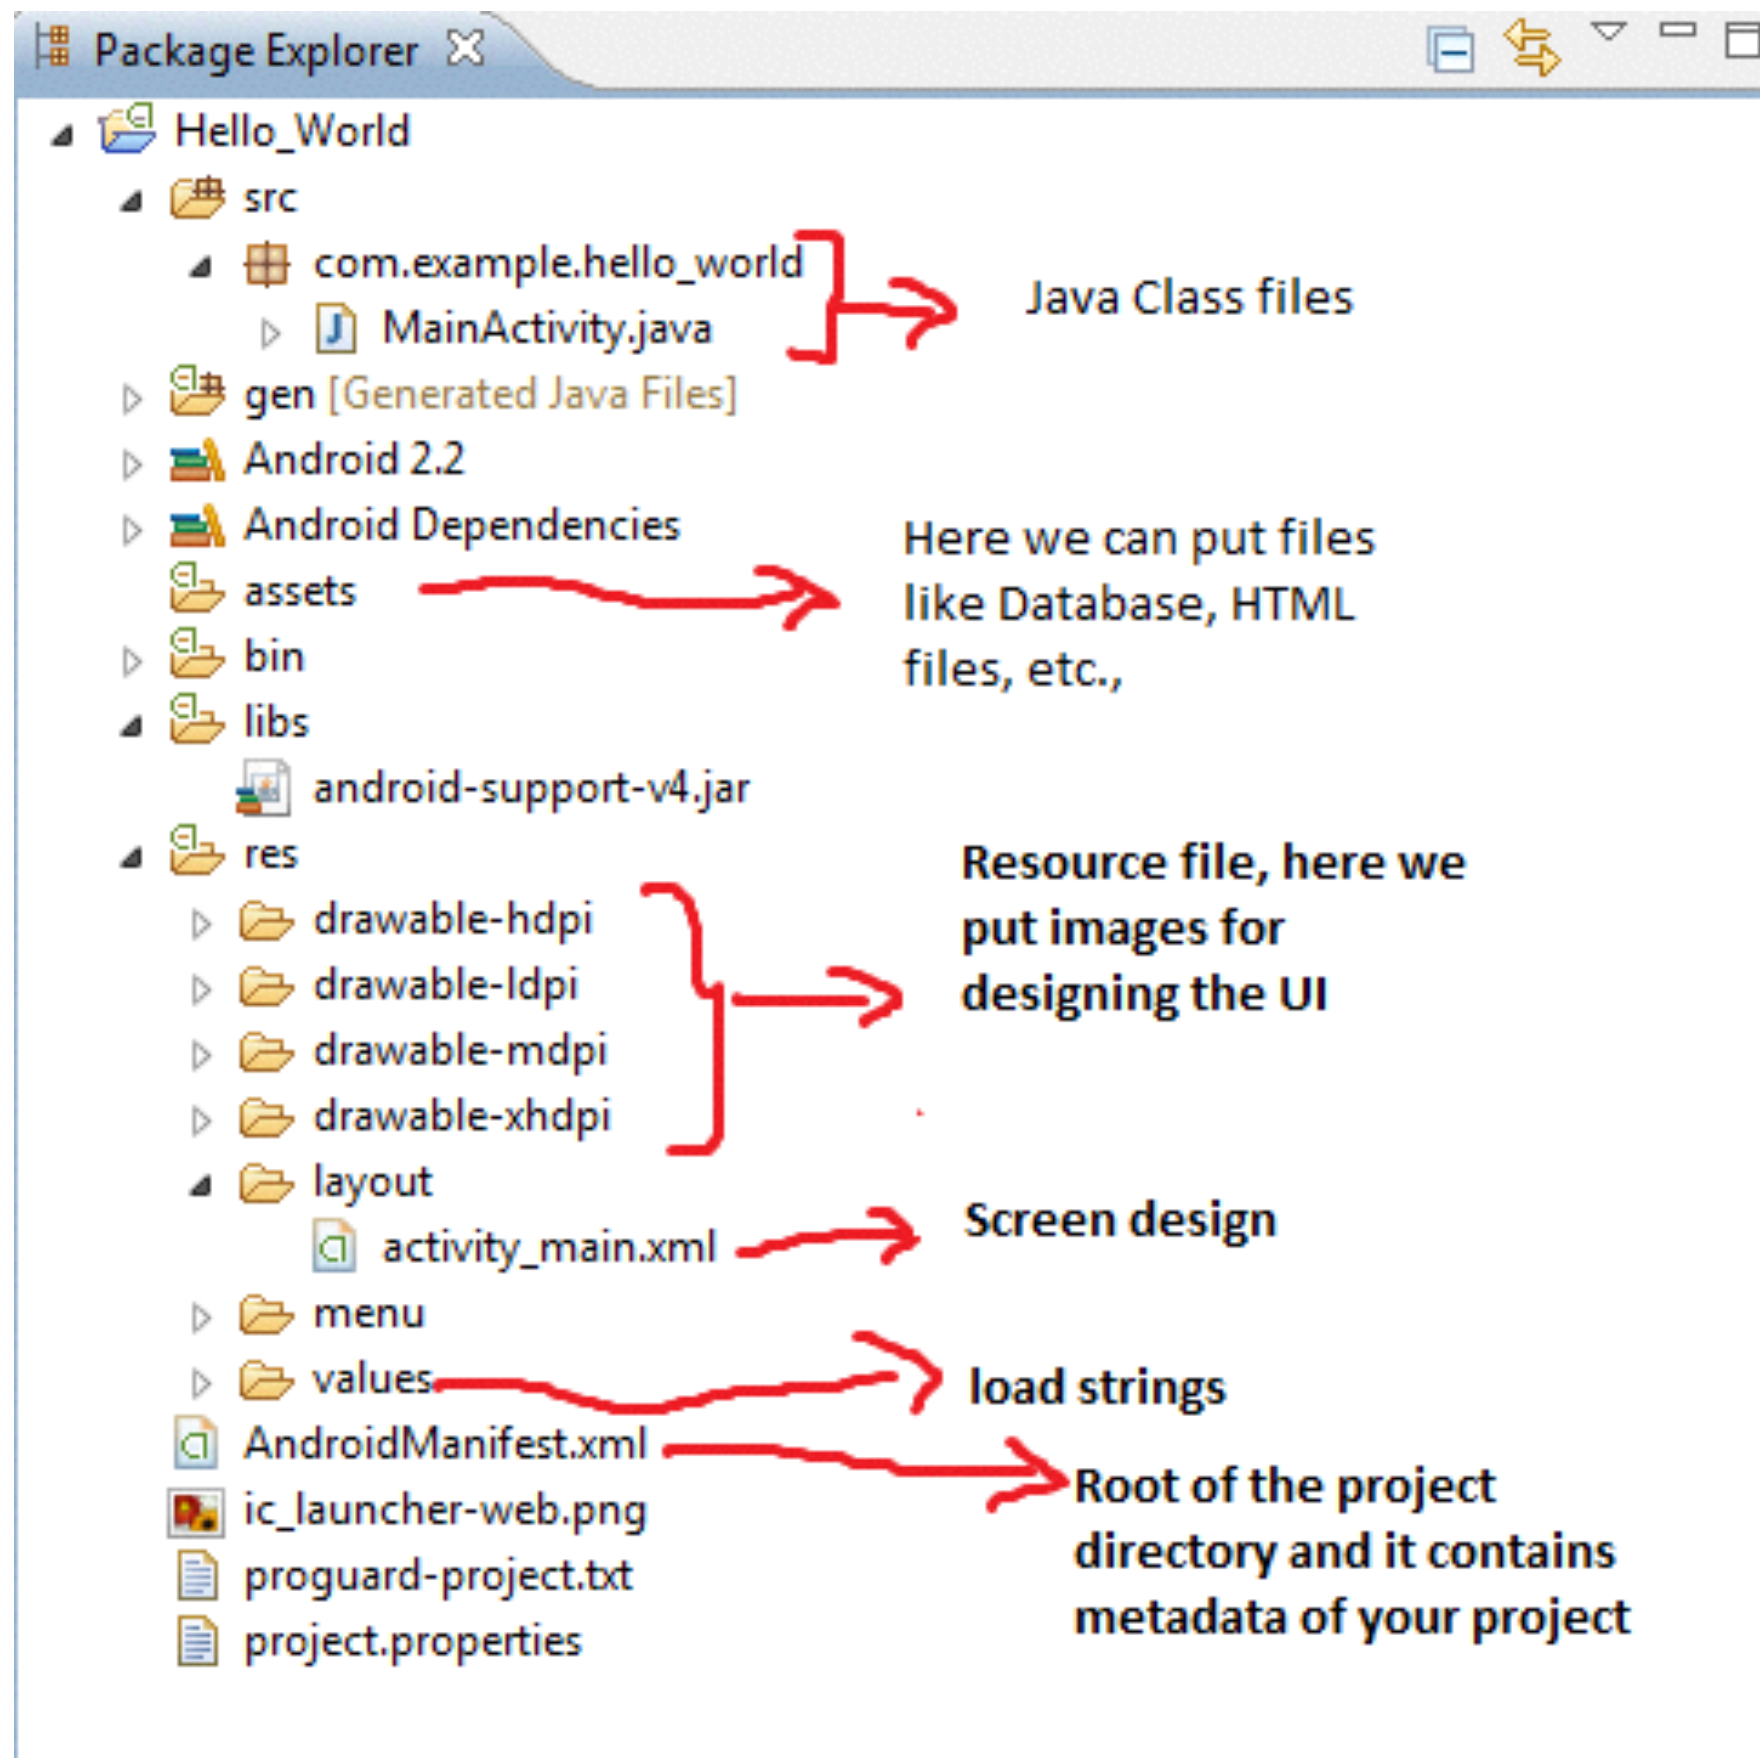 Package Explorer
Hello_World
src
com.example.hello_world
MainActivity.java
Java Class files
gen [Generated Java Files]
Android 2.2
Android Dependencies
assets
Here we can put files
like Database, HTML
files, etc.,
bin
libs
android-support-v4.jar
res
drawable-hdpi
drawable-ldpi
drawable-mdpi
drawable-xhdpi
Resource file, here we
put images for
designing the UI
layout
activity_main.xml
Screen design
menu
values
load strings
AndroidManifest.xml
Root of the project
directory and it contains
metadata of your project
ic_launcher-web.png
proguard-project.txt
project.properties